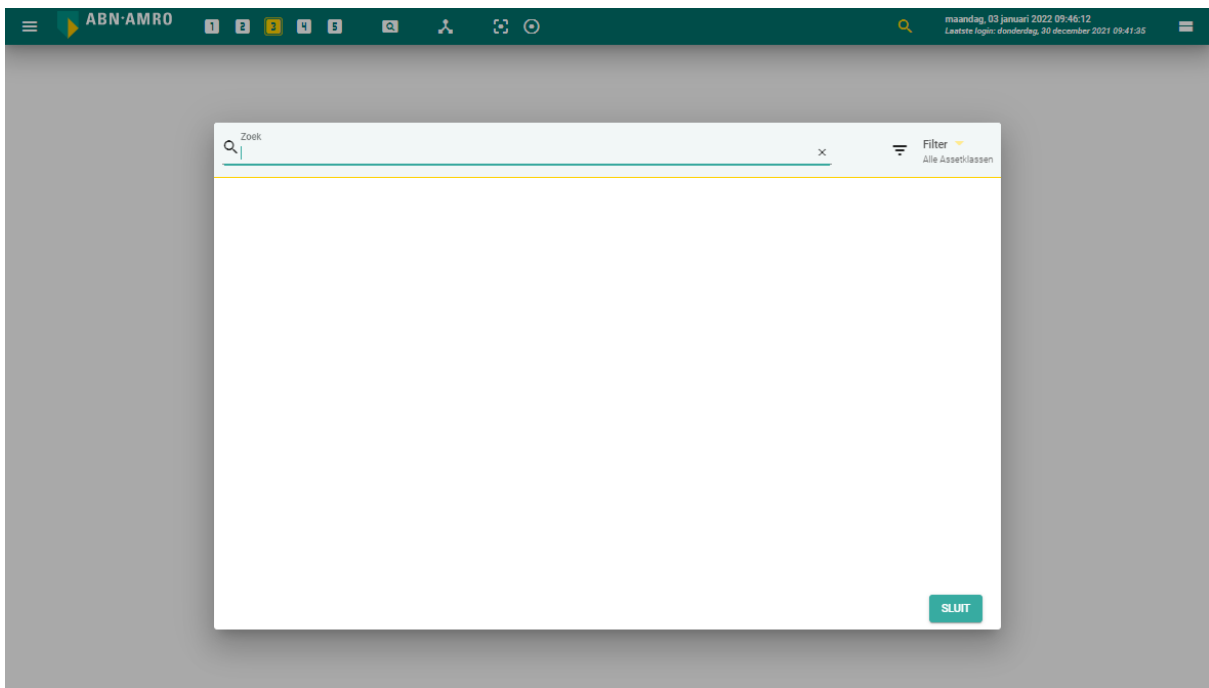 ABN·AMRO
1 2 3 4 5
maandag, 03 januari 2022 09:46:12
Laatste login: donderdag, 30 december 2021 09:41:35
Zoek
Filter
Alle Assetklassen
SLUIT